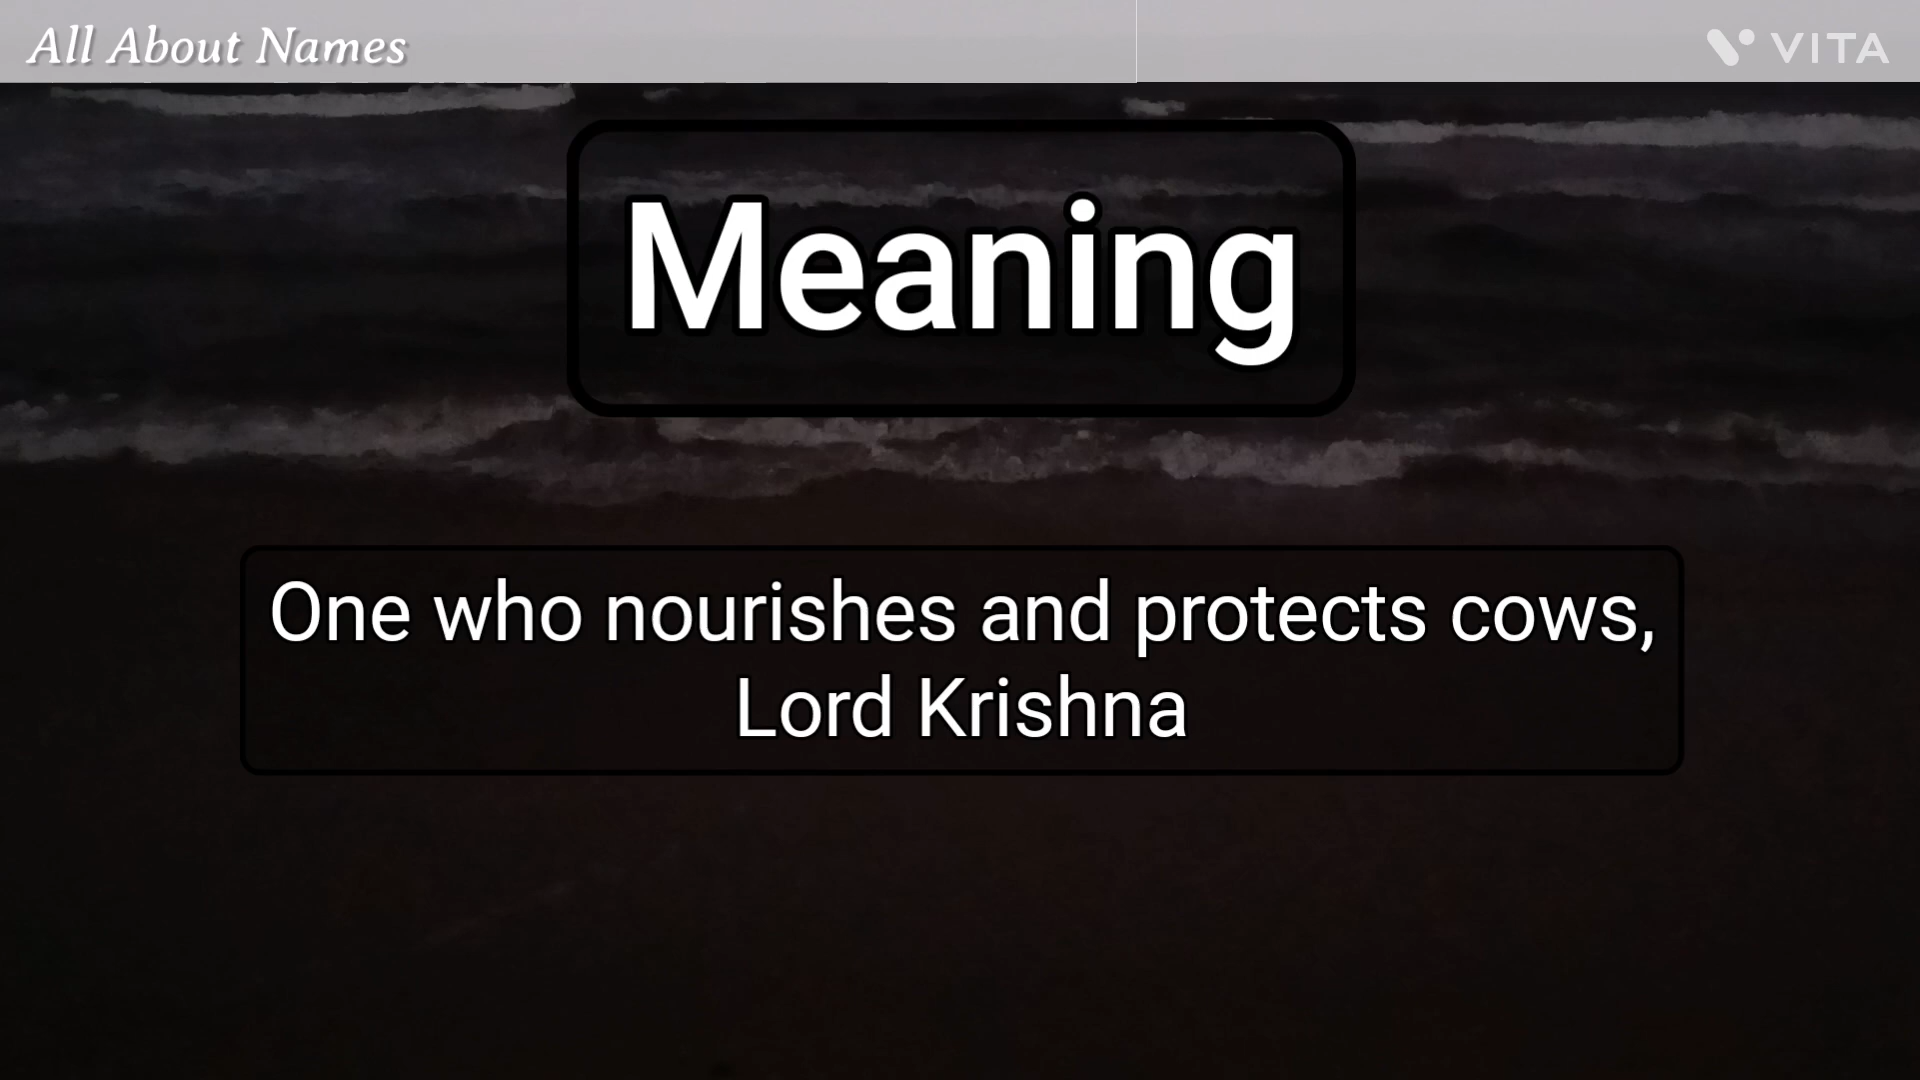 All About Names
VITA
Meaning
One who nourishes and protects cows,
Lord Krishna